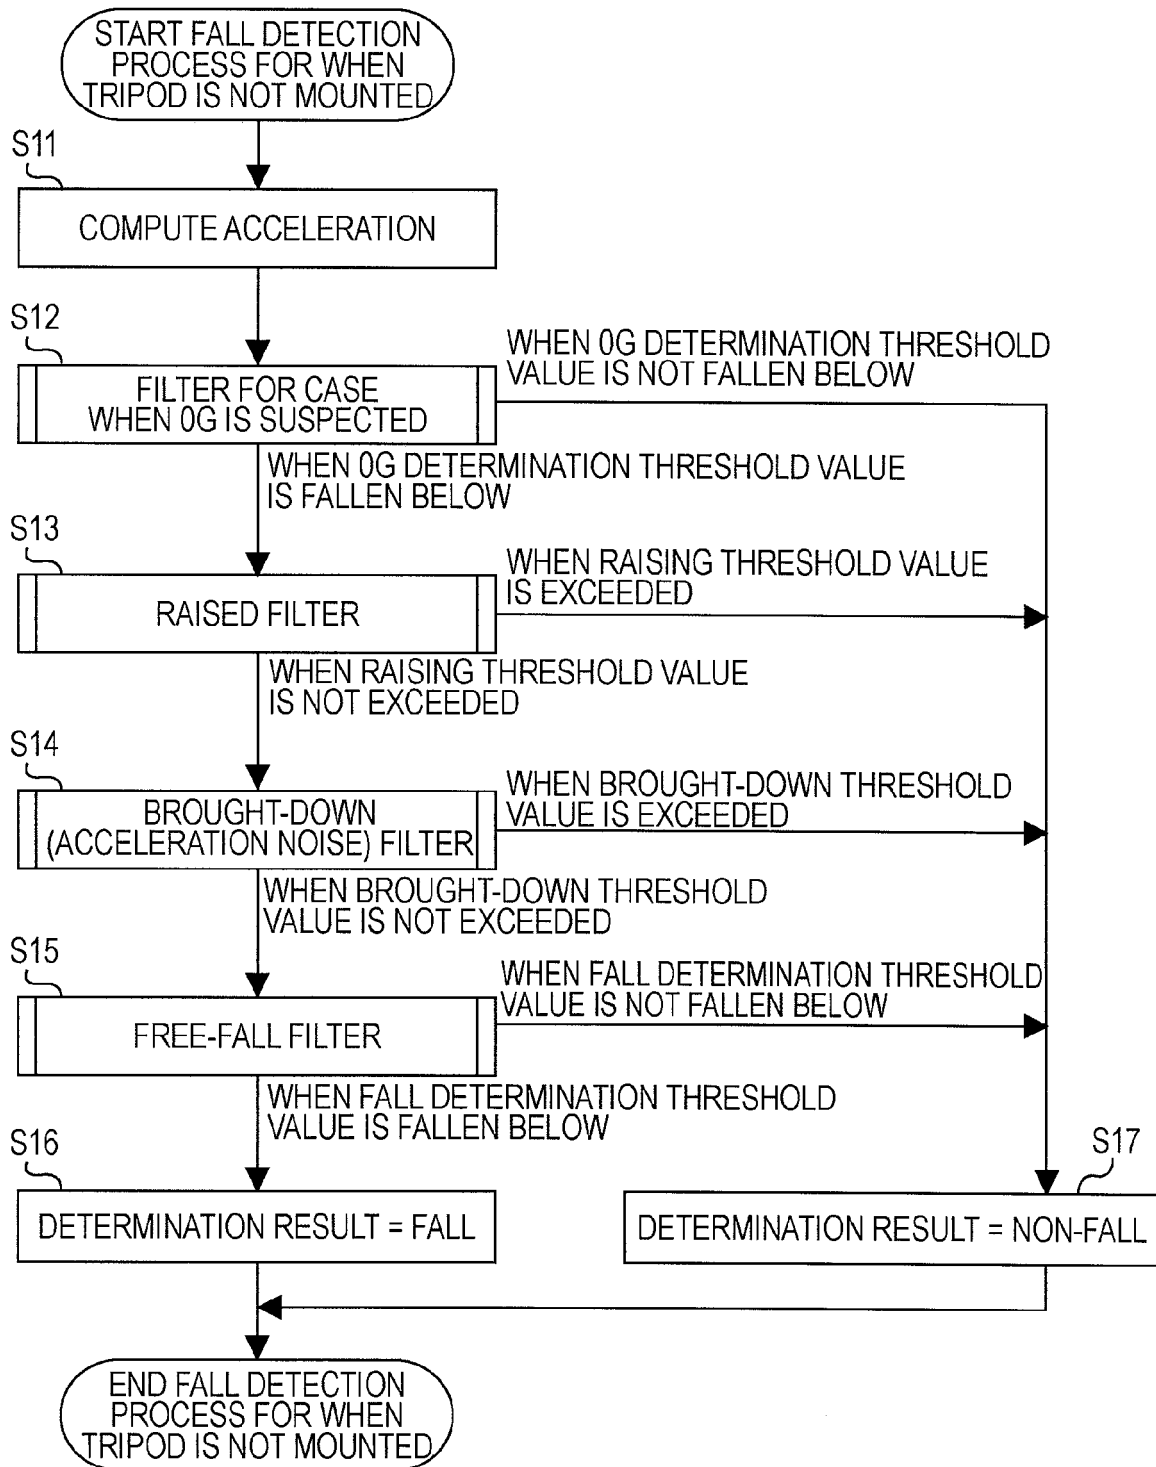 START FALL DETECTION
PROCESS FOR WHEN
TRIPOD IS NOT MOUNTED
S11
COMPUTE ACCELERATION
S12
FILTER FOR CASE
WHEN 0G IS SUSPECTED
WHEN 0G DETERMINATION THRESHOLD
VALUE IS NOT FALLEN BELOW
WHEN 0G DETERMINATION THRESHOLD VALUE
IS FALLEN BELOW
S13
RAISED FILTER
WHEN RAISING THRESHOLD VALUE
IS EXCEEDED
WHEN RAISING THRESHOLD VALUE
IS NOT EXCEEDED
S14
BROUGHT-DOWN
(ACCELERATION NOISE) FILTER
WHEN BROUGHT-DOWN THRESHOLD
VALUE IS EXCEEDED
WHEN BROUGHT-DOWN THRESHOLD
VALUE IS NOT EXCEEDED
S15
FREE-FALL FILTER
WHEN FALL DETERMINATION THRESHOLD
VALUE IS NOT FALLEN BELOW
WHEN FALL DETERMINATION THRESHOLD
VALUE IS FALLEN BELOW
S16
DETERMINATION RESULT = FALL
S17
DETERMINATION RESULT = NON-FALL
END FALL DETECTION
PROCESS FOR WHEN
TRIPOD IS NOT MOUNTED